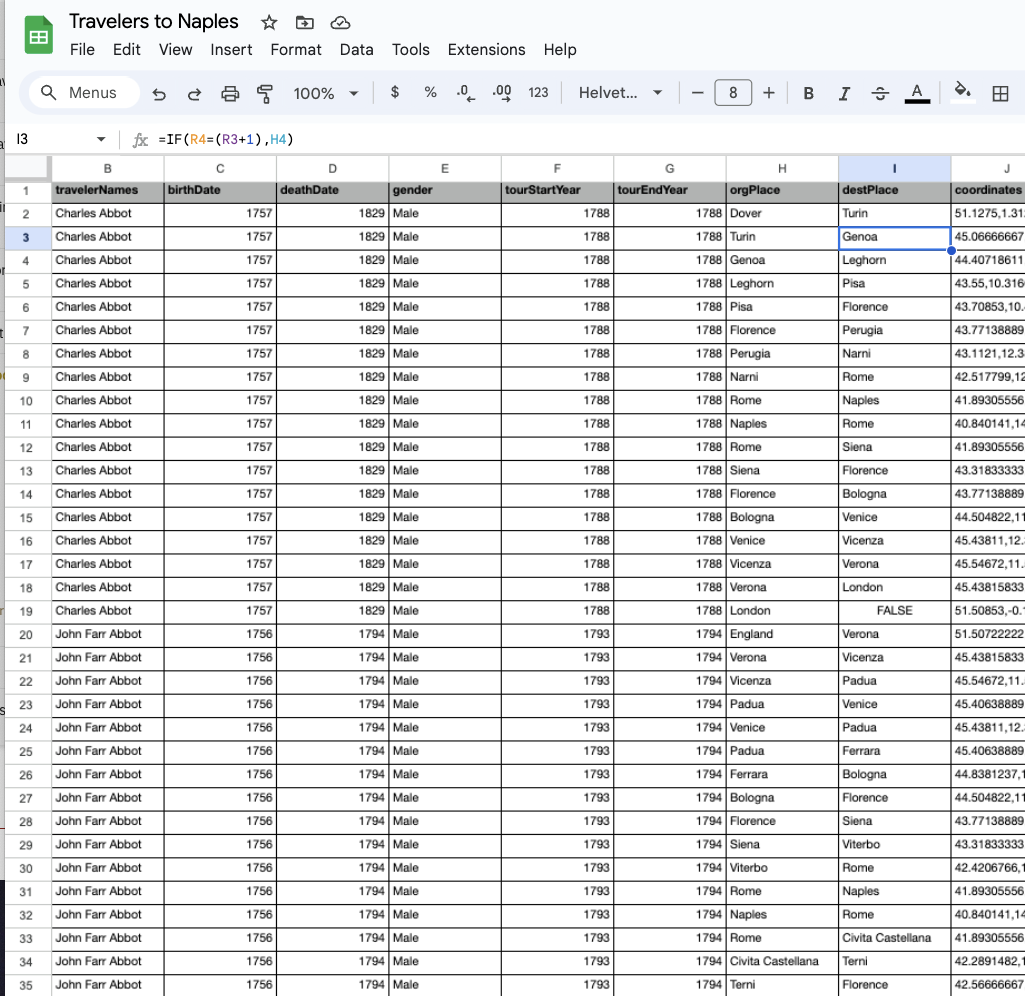 Travelers to Naples
File Edit View Insert Format Data Tools Extensions Help
Menus 100% $ % .0 .00 123 Helvet... − 8 + B I S A
I3 fx =IF(R4=(R3+1),H4)
B C D E F G H I J
1 travelerNames birthDate deathDate gender tourStartYear tourEndYear orgPlace destPlace coordinates
2 Charles Abbot 1757 1829 Male 1788 1788 Dover Turin 51.1275,1.31
3 Charles Abbot 1757 1829 Male 1788 1788 Turin Genoa 45.06666667
4 Charles Abbot 1757 1829 Male 1788 1788 Genoa Leghorn 44.40718611
5 Charles Abbot 1757 1829 Male 1788 1788 Leghorn Pisa 43.55,10.316
6 Charles Abbot 1757 1829 Male 1788 1788 Pisa Florence 43.70853,10.
7 Charles Abbot 1757 1829 Male 1788 1788 Florence Perugia 43.77138889
8 Charles Abbot 1757 1829 Male 1788 1788 Perugia Narni 43.1121,12.3
9 Charles Abbot 1757 1829 Male 1788 1788 Narni Rome 42.517799,12
10 Charles Abbot 1757 1829 Male 1788 1788 Rome Naples 41.89305556
11 Charles Abbot 1757 1829 Male 1788 1788 Naples Rome 40.840141,14
12 Charles Abbot 1757 1829 Male 1788 1788 Rome Siena 41.89305556
13 Charles Abbot 1757 1829 Male 1788 1788 Siena Florence 43.31833333
14 Charles Abbot 1757 1829 Male 1788 1788 Florence Bologna 43.77138889
15 Charles Abbot 1757 1829 Male 1788 1788 Bologna Venice 44.504822,11
16 Charles Abbot 1757 1829 Male 1788 1788 Venice Vicenza 45.43811,12.
17 Charles Abbot 1757 1829 Male 1788 1788 Vicenza Verona 45.54672,11.
18 Charles Abbot 1757 1829 Male 1788 1788 Verona London 45.43815833
19 Charles Abbot 1757 1829 Male 1788 1788 London FALSE 51.50853,-0.
20 John Farr Abbot 1756 1794 Male 1793 1794 England Verona 51.50722222
21 John Farr Abbot 1756 1794 Male 1793 1794 Verona Vicenza 45.43815833
22 John Farr Abbot 1756 1794 Male 1793 1794 Vicenza Padua 45.54672,11.
23 John Farr Abbot 1756 1794 Male 1793 1794 Padua Venice 45.40638889
24 John Farr Abbot 1756 1794 Male 1793 1794 Venice Padua 45.43811,12.
25 John Farr Abbot 1756 1794 Male 1793 1794 Padua Ferrara 45.40638889
26 John Farr Abbot 1756 1794 Male 1793 1794 Ferrara Bologna 44.8381237,1
27 John Farr Abbot 1756 1794 Male 1793 1794 Bologna Florence 44.504822,11
28 John Farr Abbot 1756 1794 Male 1793 1794 Florence Siena 43.77138889
29 John Farr Abbot 1756 1794 Male 1793 1794 Siena Viterbo 43.31833333
30 John Farr Abbot 1756 1794 Male 1793 1794 Viterbo Rome 42.4206766,1
31 John Farr Abbot 1756 1794 Male 1793 1794 Rome Naples 41.89305556
32 John Farr Abbot 1756 1794 Male 1793 1794 Naples Rome 40.840141,14
33 John Farr Abbot 1756 1794 Male 1793 1794 Rome Civita Castellana 41.89305556
34 John Farr Abbot 1756 1794 Male 1793 1794 Civita Castellana Terni 42.2891482,1
35 John Farr Abbot 1756 1794 Male 1793 1794 Terni Florence 42.56666667